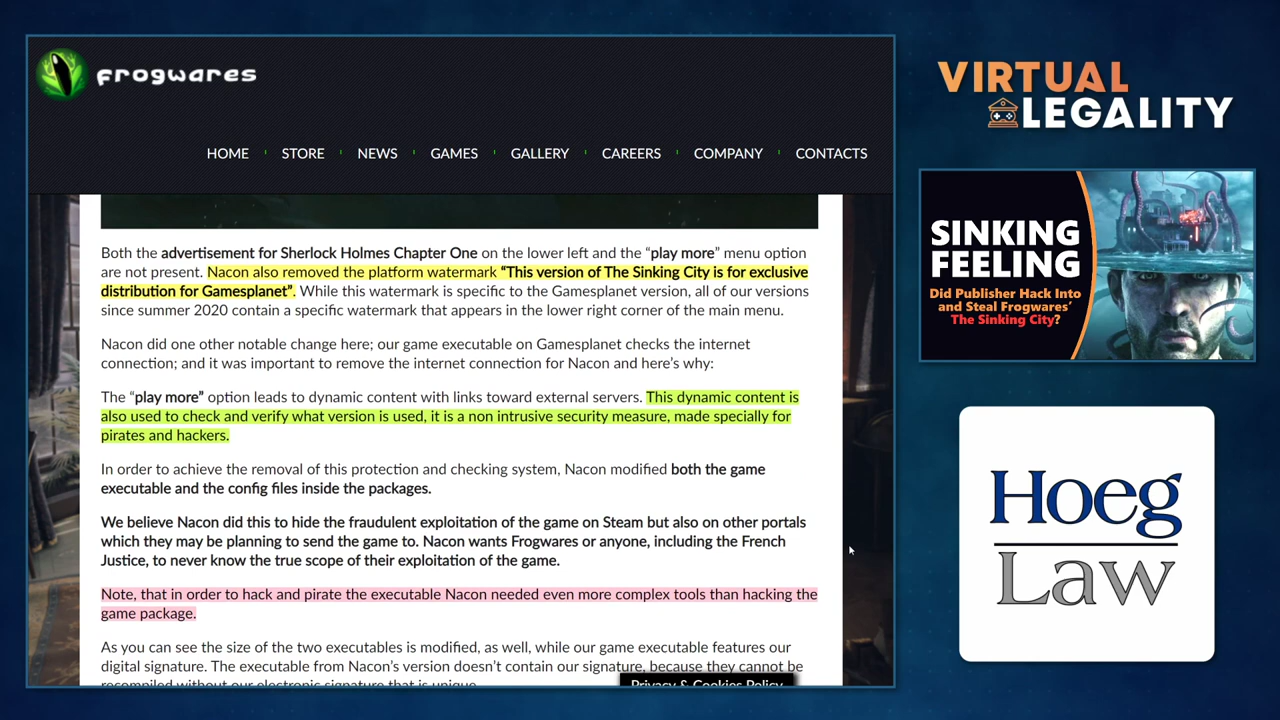 frogwares
HOME STORE NEWS GAMES GALLERY CAREERS COMPANY CONTACTS
Both the advertisement for Sherlock Holmes Chapter One on the lower left and the “play more” menu option
are not present. Nacon also removed the platform watermark “This version of The Sinking City is for exclusive
distribution for Gamesplanet”. While this watermark is specific to the Gamesplanet version, all of our versions
since summer 2020 contain a specific watermark that appears in the lower right corner of the main menu.
Nacon did one other notable change here; our game executable on Gamesplanet checks the internet
connection; and it was important to remove the internet connection for Nacon and here’s why:
The “play more” option leads to dynamic content with links toward external servers. This dynamic content is
also used to check and verify what version is used, it is a non intrusive security measure, made specially for
pirates and hackers.
In order to achieve the removal of this protection and checking system, Nacon modified both the game
executable and the config files inside the packages.
We believe Nacon did this to hide the fraudulent exploitation of the game on Steam but also on other portals
which they may be planning to send the game to. Nacon wants Frogwares or anyone, including the French
Justice, to never know the true scope of their exploitation of the game.
Note, that in order to hack and pirate the executable Nacon needed even more complex tools than hacking the
game package.
As you can see the size of the two executables is modified, as well, while our game executable features our
digital signature. The executable from Nacon’s version doesn’t contain our signature, because they cannot be
recompiled without our electronic signature that is unique.
Privacy & Cookies Policy
VIRTUAL
LEGALITY
SINKING
FEELING
Did Publisher Hack Into
and Steal Frogwares’
The Sinking City?
Hoeg
Law